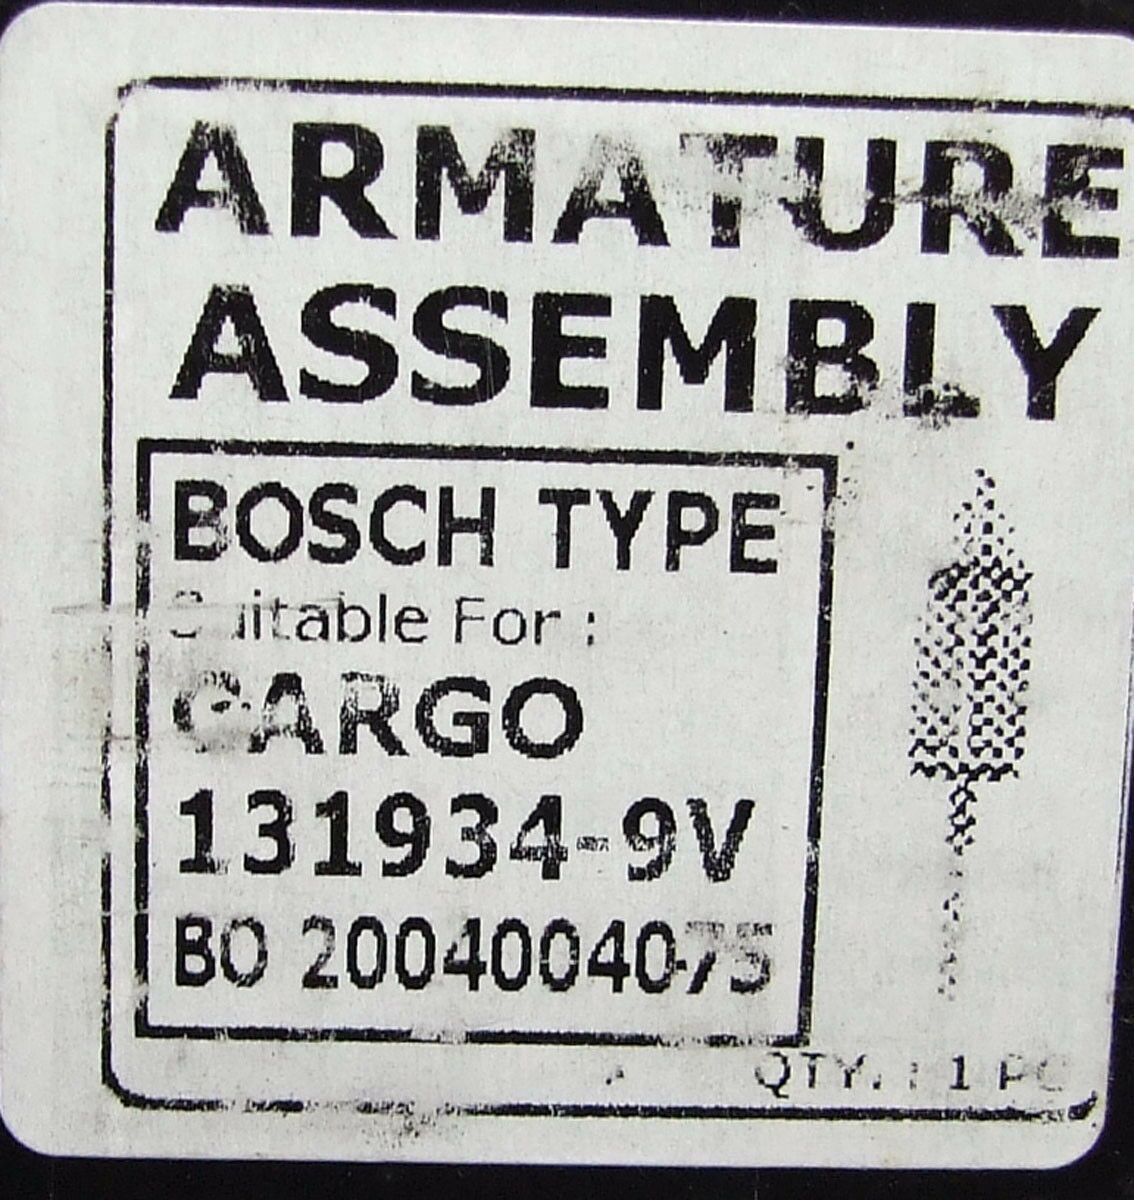 ARMATURE
ASSEMBLY
BOSCH TYPE
Suitable For :
CARGO
131934-9V
BO 2004004075
QTY. : 1 PC